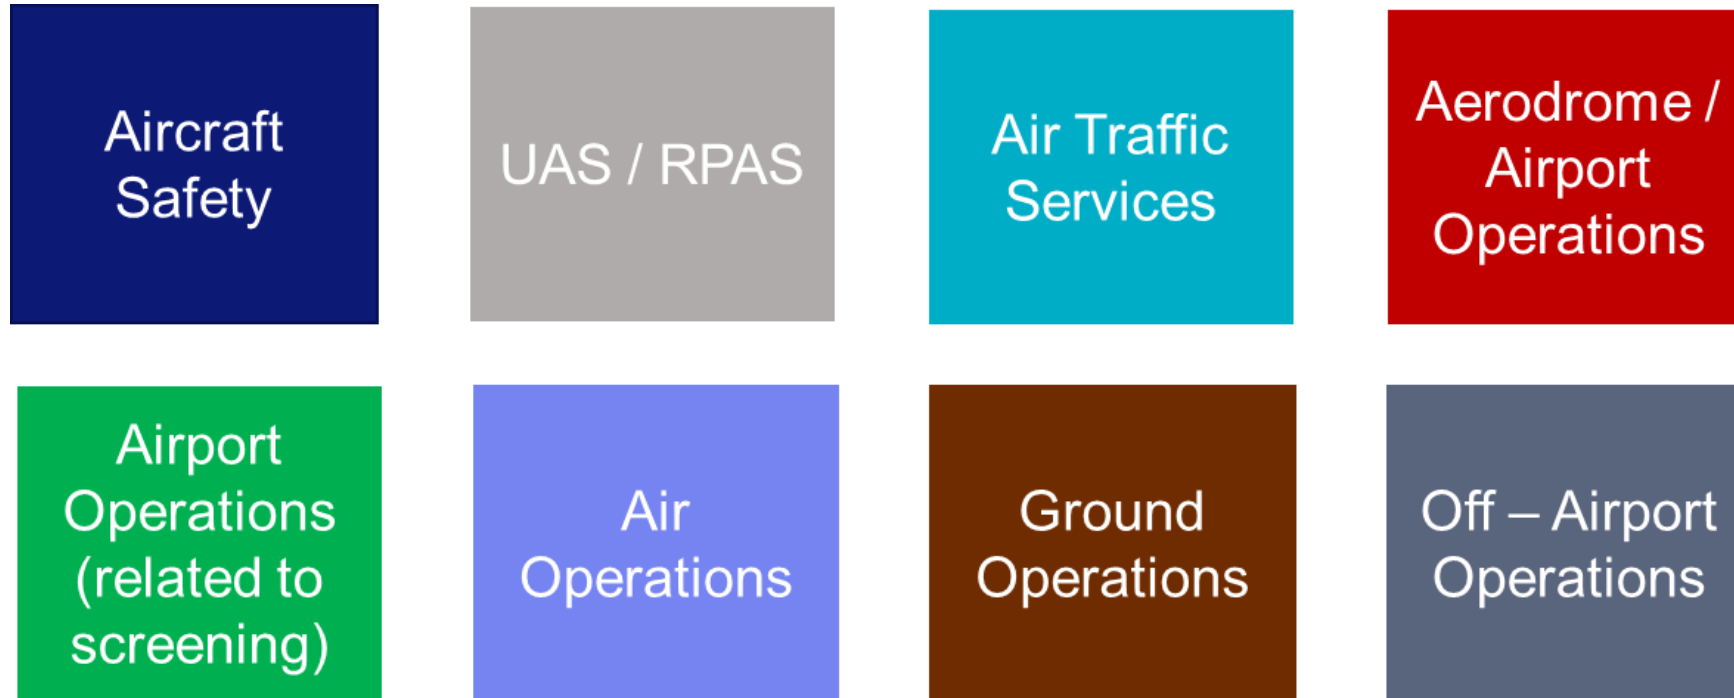 Aircraft
Safety
UAS / RPAS
Air Traffic
Services
Aerodrome /
Airport
Operations
Airport
Operations
(related to
screening)
Air
Operations
Ground
Operations
Off – Airport
Operations